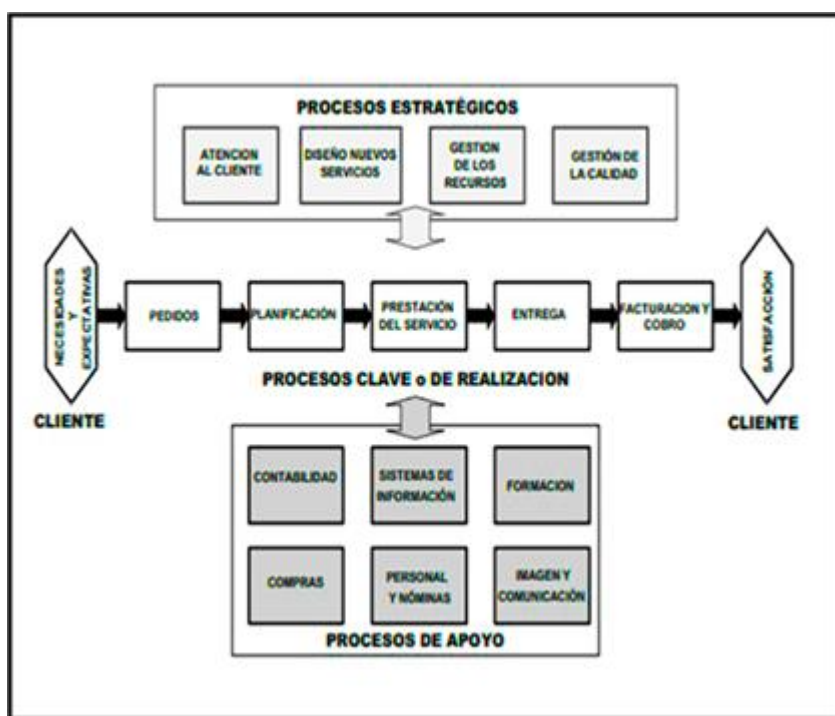 PROCESOS ESTRATÉGICOS
ATENCION
AL CLIENTE
DISEÑO NUEVOS
SERVICIOS
GESTION
DE LOS
RECURSOS
GESTIÓN DE
LA CALIDAD
NECESIDADES
Y
EXPECTATIVAS
CLIENTE
PEDIDOS
PLANIFICACIÓN
PRESTACIÓN
DEL SERVICIO
ENTREGA
FACTURACION Y
COBRO
SATISFACCIÓN
CLIENTE
PROCESOS CLAVE o DE REALIZACION
CONTABILIDAD
SISTEMAS DE
INFORMACIÓN
FORMACION
COMPRAS
PERSONAL
Y NÓMINAS
IMAGEN Y
COMUNICACIÓN
PROCESOS DE APOYO